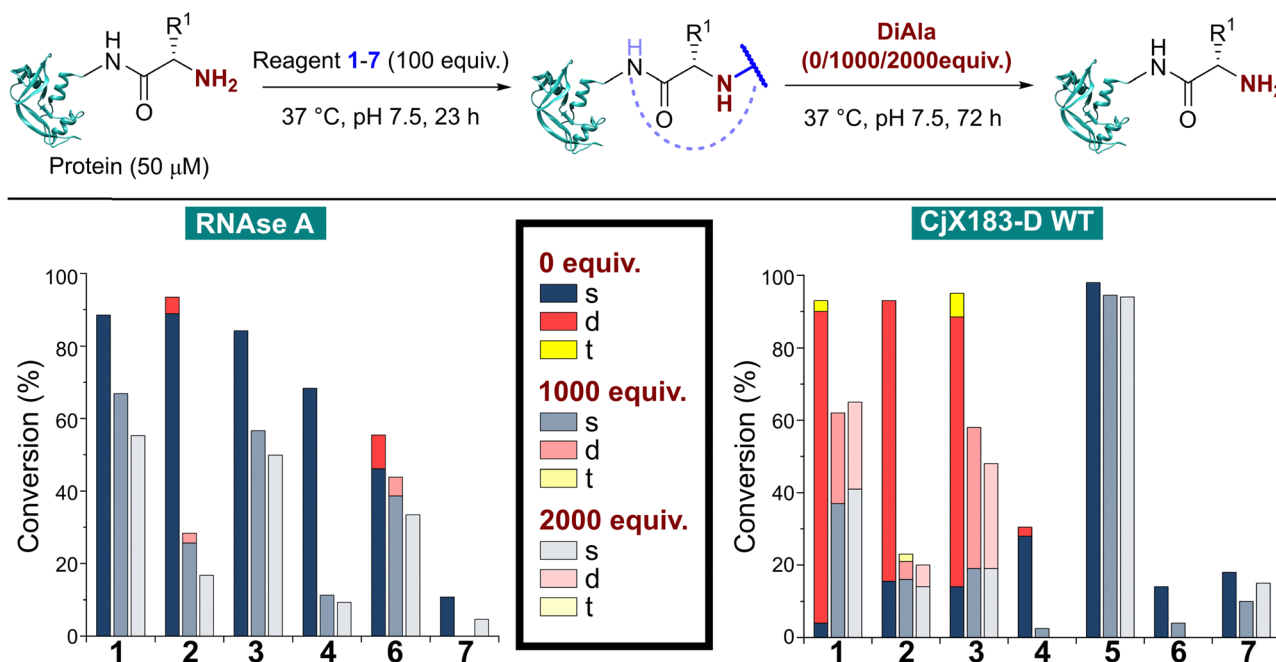 R1
H
N
O
NH2
Protein (50 μM)
Reagent 1-7 (100 equiv.)
37 °C, pH 7.5, 23 h
H
N
O
R1
N
H
DiAla
(0/1000/2000equiv.)
37 °C, pH 7.5, 72 h
H
N
O
R1
NH2
RNAse A
Conversion (%)
100
80
60
40
20
0
1 2 3 4 6 7
0 equiv.
s
d
t
1000 equiv.
s
d
t
2000 equiv.
s
d
t
CjX183-D WT
Conversion (%)
100
80
60
40
20
0
1 2 3 4 5 6 7